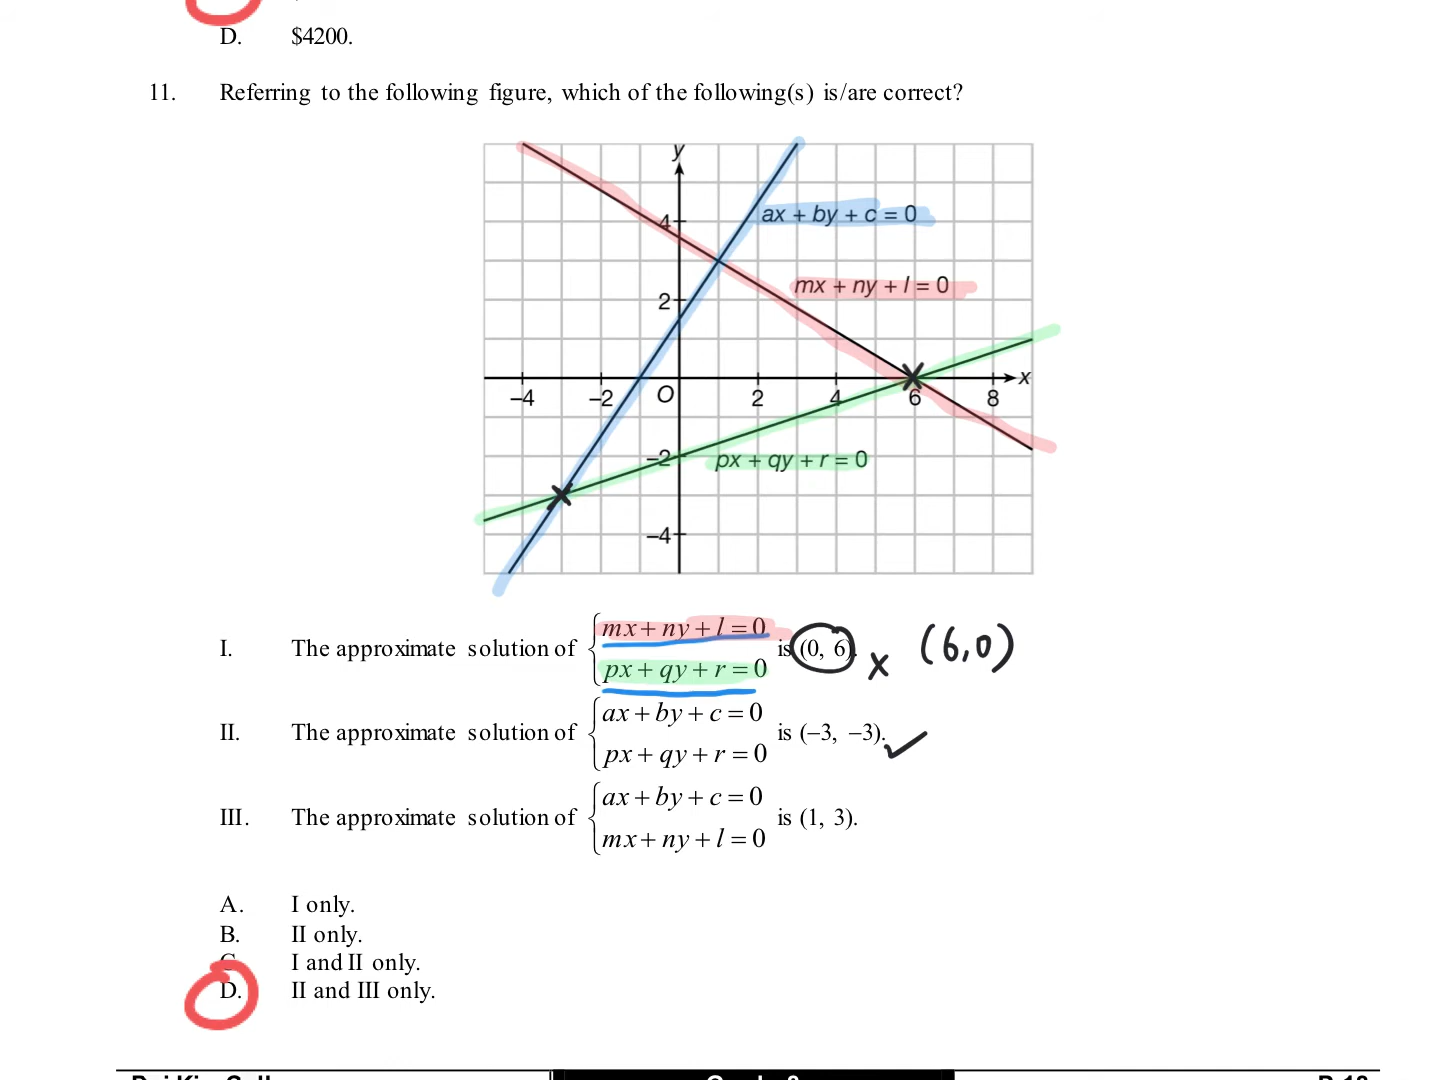 D. $4200.
11. Referring to the following figure, which of the following(s) is/are correct?
y
4
ax + by + c = 0
mx + ny + l = 0
2
x
–4 –2 O 2 4 6 8
–2
px + qy + r = 0
–4
I. The approximate solution of { mx + ny + l = 0 px + qy + r = 0 is (0, 6). x (6,0)
II. The approximate solution of { ax + by + c = 0 px + qy + r = 0 is (–3, –3). ✓
III. The approximate solution of { ax + by + c = 0 mx + ny + l = 0 is (1, 3).
A. I only.
B. II only.
C. I and II only.
D. II and III only.